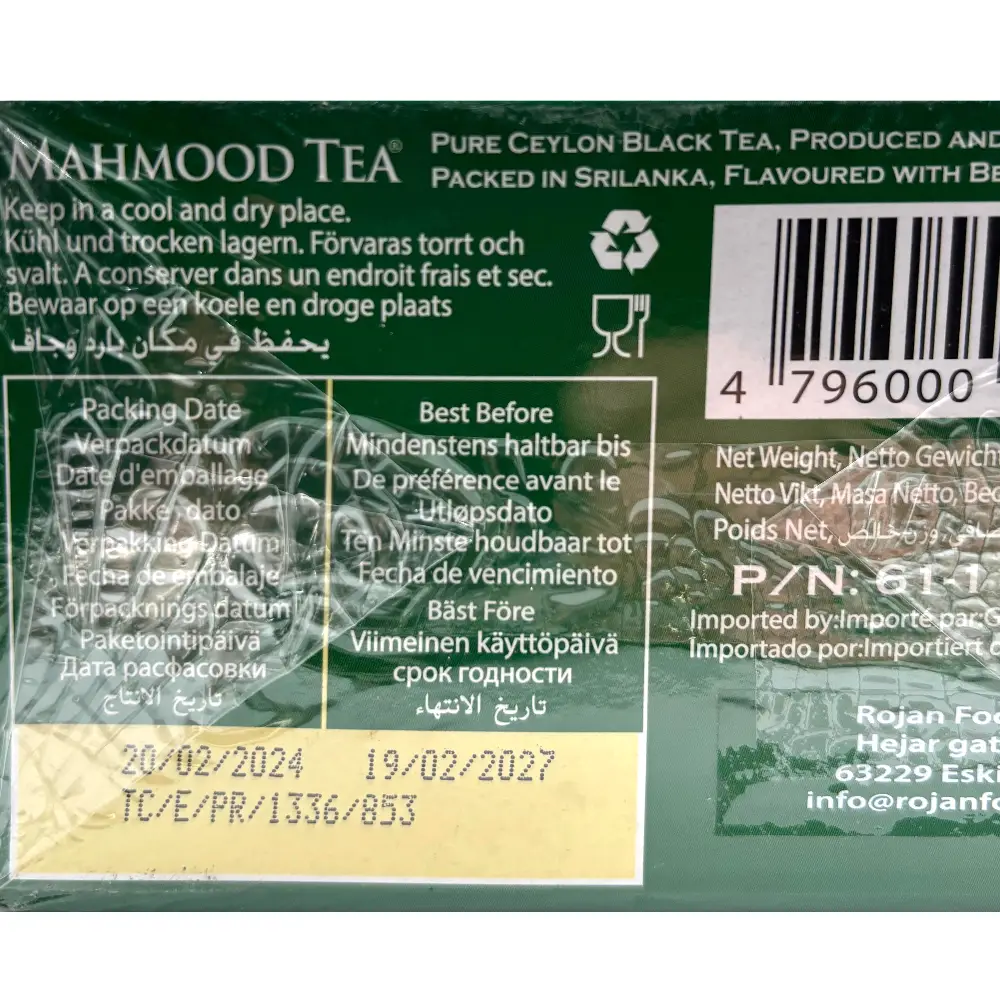 MAHMOOD TEA®
PURE CEYLON BLACK TEA, PRODUCED AND
PACKED IN SRILANKA, FLAVOURED WITH BE
Keep in a cool and dry place.
Kühl und trocken lagern. Förvaras torrt och
svalt. A conserver dans un endroit frais et sec.
Bewaar op een koele en droge plaats
يحفظ في مكان بارد وجاف
4 796000
Packing Date
Verpackdatum
Date d'emballage
Pakke dato
Verpakking Datum
Fecha de embalaje
Förpacknings datum
Paketointipäivä
Дата расфасовки
تاريخ الانتاج
Best Before
Mindenstens haltbar bis
De préférence avant le
Utløpsdato
Ten Minste houdbaar tot
Fecha de vencimiento
Bäst Före
Viimeinen käyttöpäivä
срок годности
تاريخ الانتهاء
20/02/2024 19/02/2027
TC/E/PR/1336/853
Net Weight, Netto Gewicht
Netto Vikt, Masa Netto, Be
Poids Net, وزن خالص
P/N: 61-1
Imported by:Importé par:G
Importado por:Importiert
Rojan Foo
Hejar gat
63229 Eski
info@rojanfo